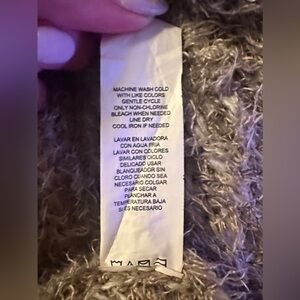 MACHINE WASH COLD
WITH LIKE COLORS
GENTLE CYCLE
ONLY NON-CHLORINE
BLEACH WHEN NEEDED
LINE DRY
COOL IRON IF NEEDED
LAVAR EN LAVADORA
CON AGUA FRIA
LAVAR CON COLORES
SIMILARES CICLO
DELICADO USAR
BLANQUEADOR SIN
CLORO CUANDO SEA
NECESARIO COLGAR
PARA SECAR
PLANCHAR A
TEMPERATURA BAJA
SI ES NECESARIO